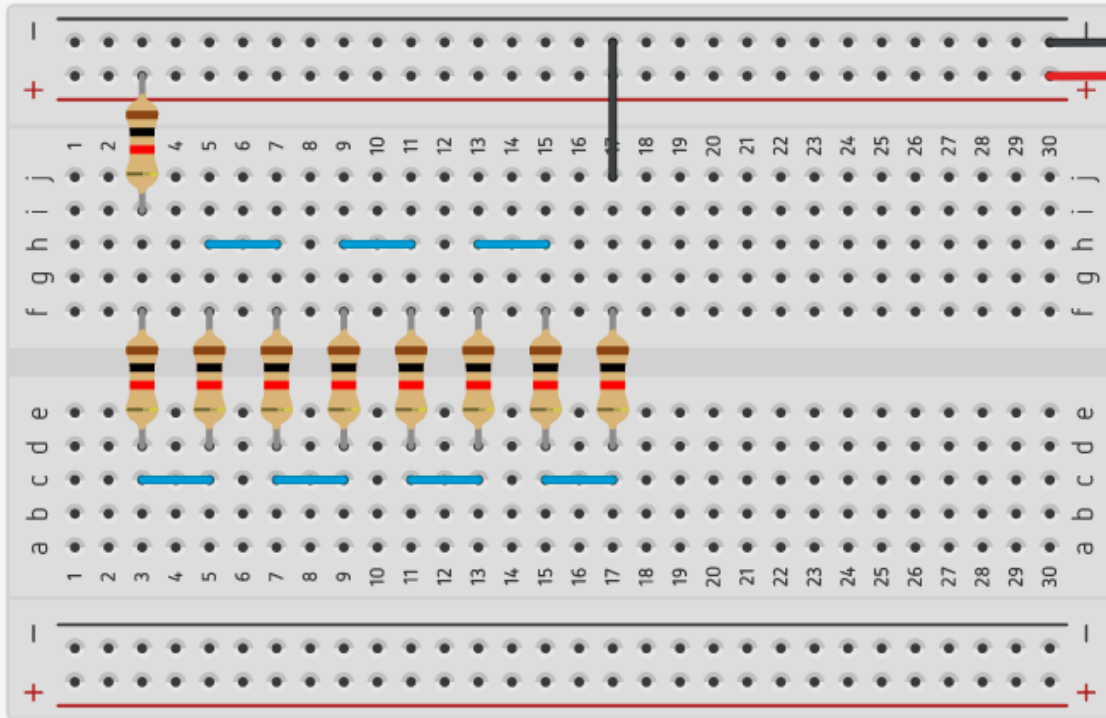 − −
+ +
1 2 4 5 6 7 8 9 10 11 12 13 14 15 16 18 19 20 21 22 23 24 25 26 27 28 29 30
j j
i i
h h
g g
f f
e e
d d
c c
b b
a a
1 2 3 4 5 6 7 8 9 10 11 12 13 14 15 16 17 18 19 20 21 22 23 24 25 26 27 28 29 30
− −
+ +